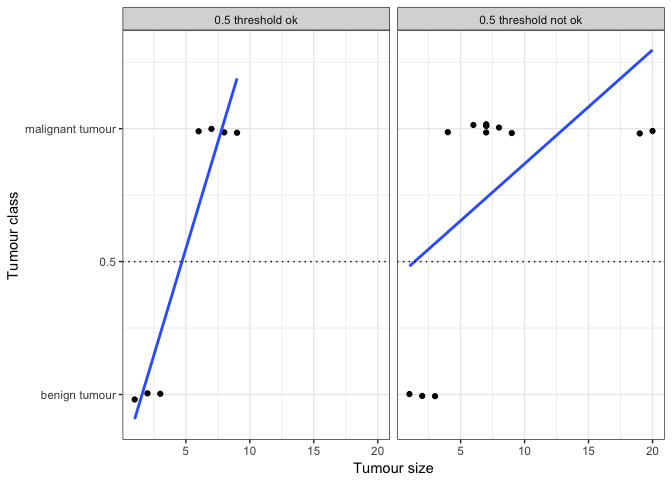 0.5 threshold ok
0.5 threshold not ok
Tumour class
malignant tumour
0.5
benign tumour
5 10 15 20
5 10 15 20
Tumour size